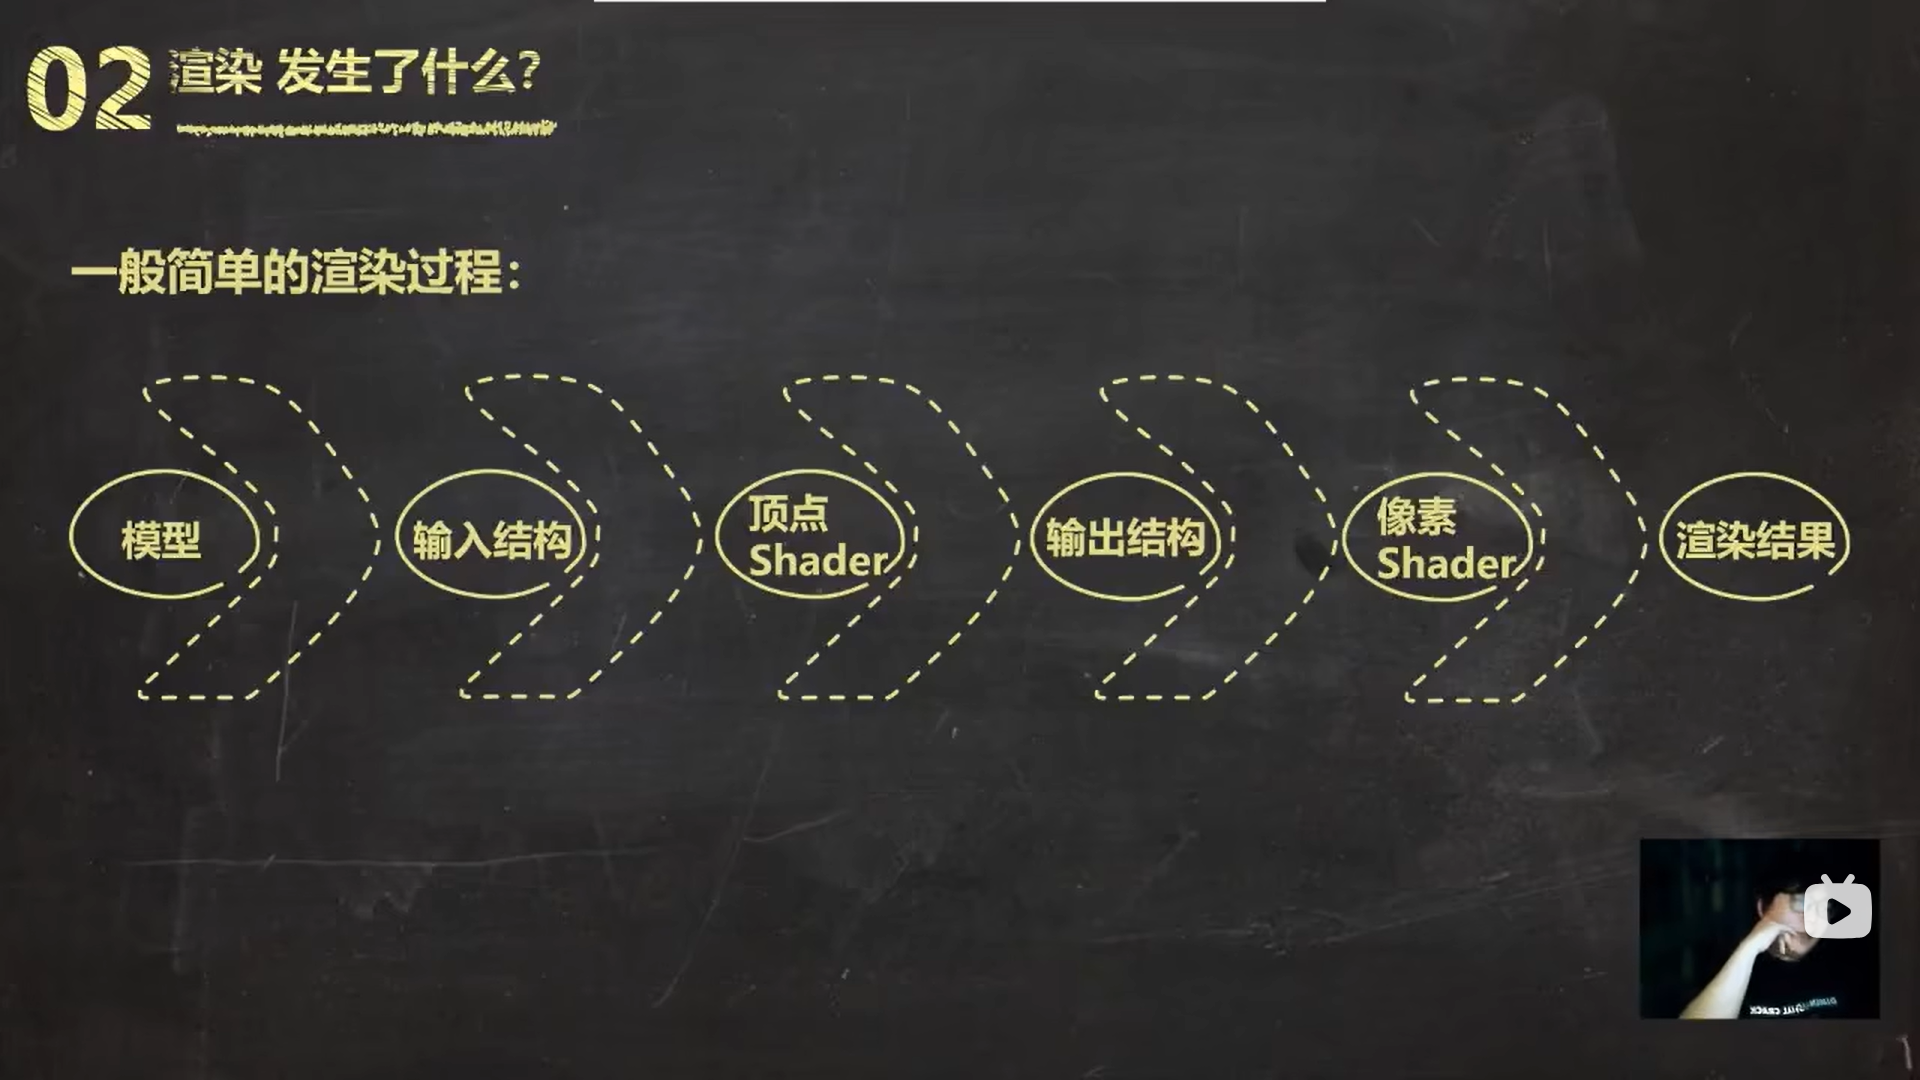 02 渲染 发生了什么?
一般简单的渲染过程:
模型
输入结构
顶点
Shader
输出结构
像素
Shader
渲染结果